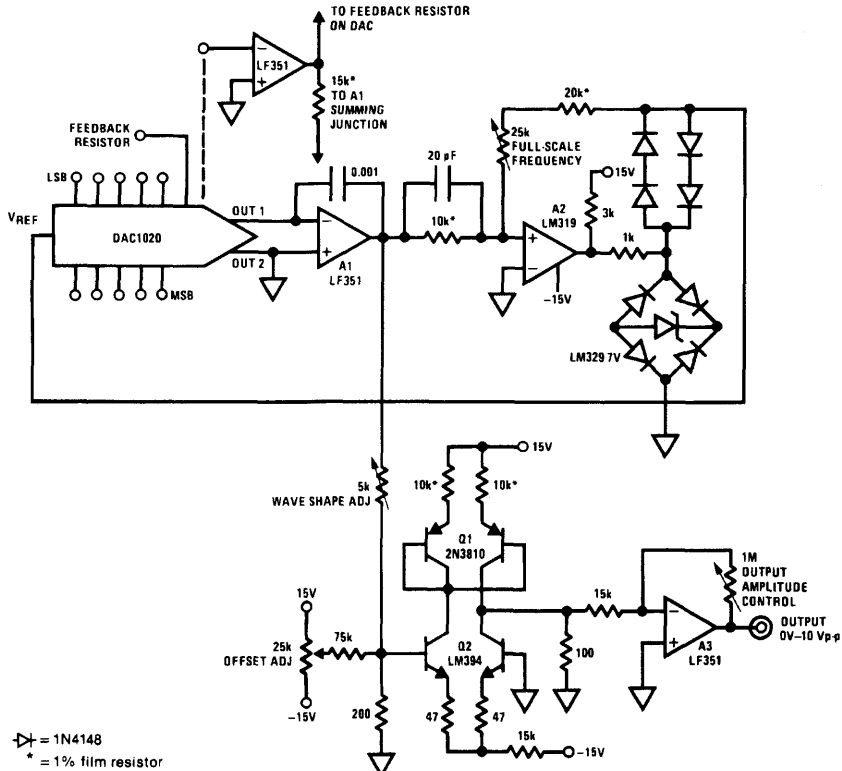 TO FEEDBACK RESISTOR
ON DAC
LF351
15k*
TO A1
SUMMING
JUNCTION
20k*
25k
FULL-SCALE
FREQUENCY
FEEDBACK
RESISTOR
LSB
0.001
20 pF
15V
A2
LM319
3k
VREF
DAC1020
OUT 1
OUT 2
10k*
1k
A1
LF351
-15V
MSB
LM329 7V
15V
5k
WAVE SHAPE ADJ
10k*
10k*
Q1
2N3810
1M
OUTPUT
AMPLITUDE
CONTROL
15k
OUTPUT
0V–10 Vp-p
15V
25k
OFFSET ADJ
75k
Q2
LM394
100
A3
LF351
-15V
200
47
47
15k
-15V
= 1N4148
* = 1% film resistor